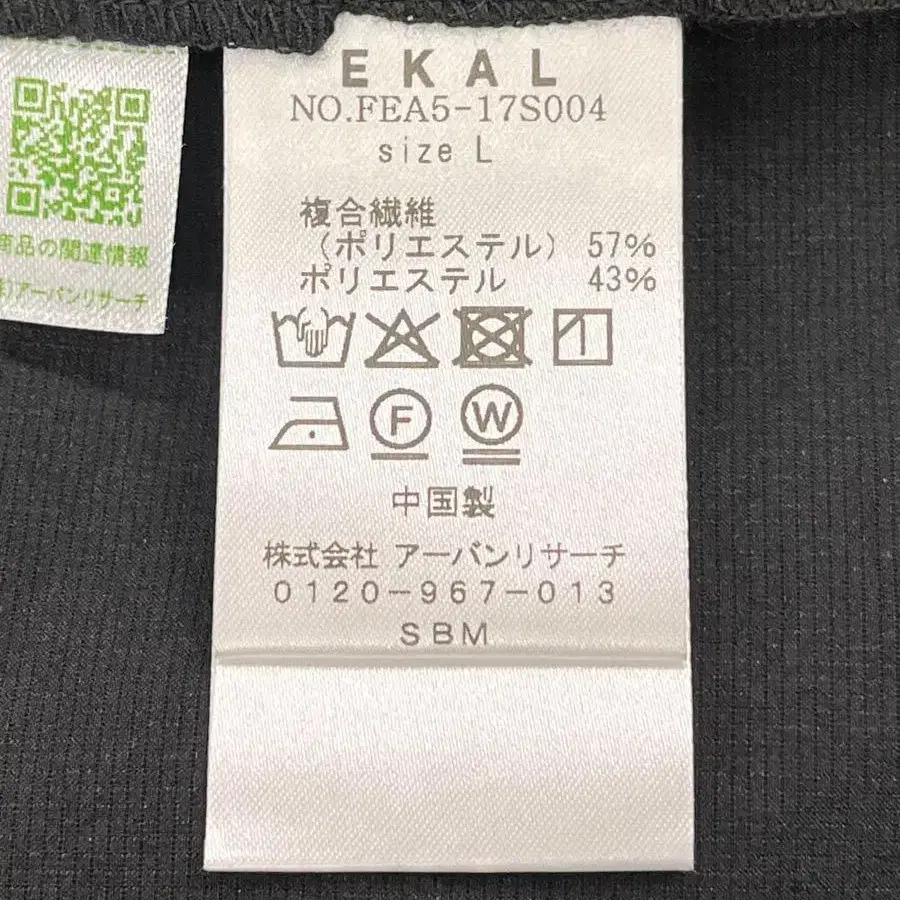 EKAL
NO.FEA5-17S004
size L
複合繊維
(ポリエステル) 57%
ポリエステル 43%
F
W
中国製
株式会社 アーバンリサーチ
0120-967-013
SBM
商品の関連情報
アーバンリサーチ